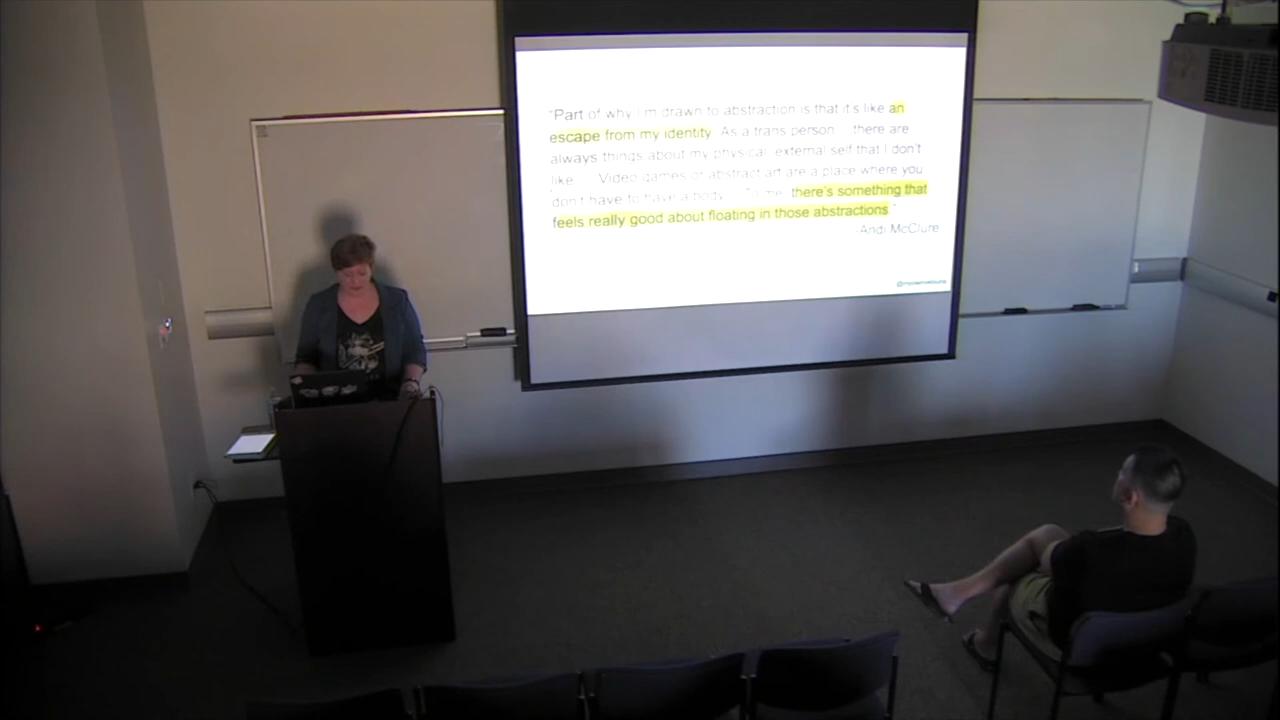 "Part of why I'm drawn to abstraction is that it's like an
escape from my identity. As a trans person... there are
always things about my physical, external self that I don't
like.... Video games or abstract art are a place where you
don't have to have a body... To me, there's something that
feels really good about floating in those abstractions."
-Andi McClure